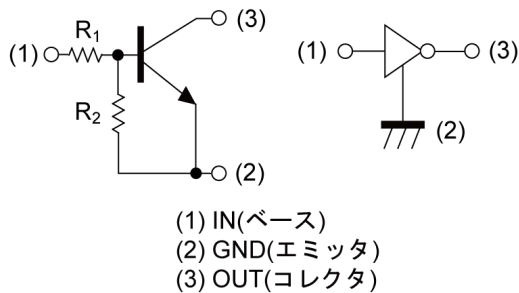 (3)
(1) R₁
R₂
(2)
(1) (3)
(2)
(1) IN(ベース)
(2) GND(エミッタ)
(3) OUT(コレクタ)